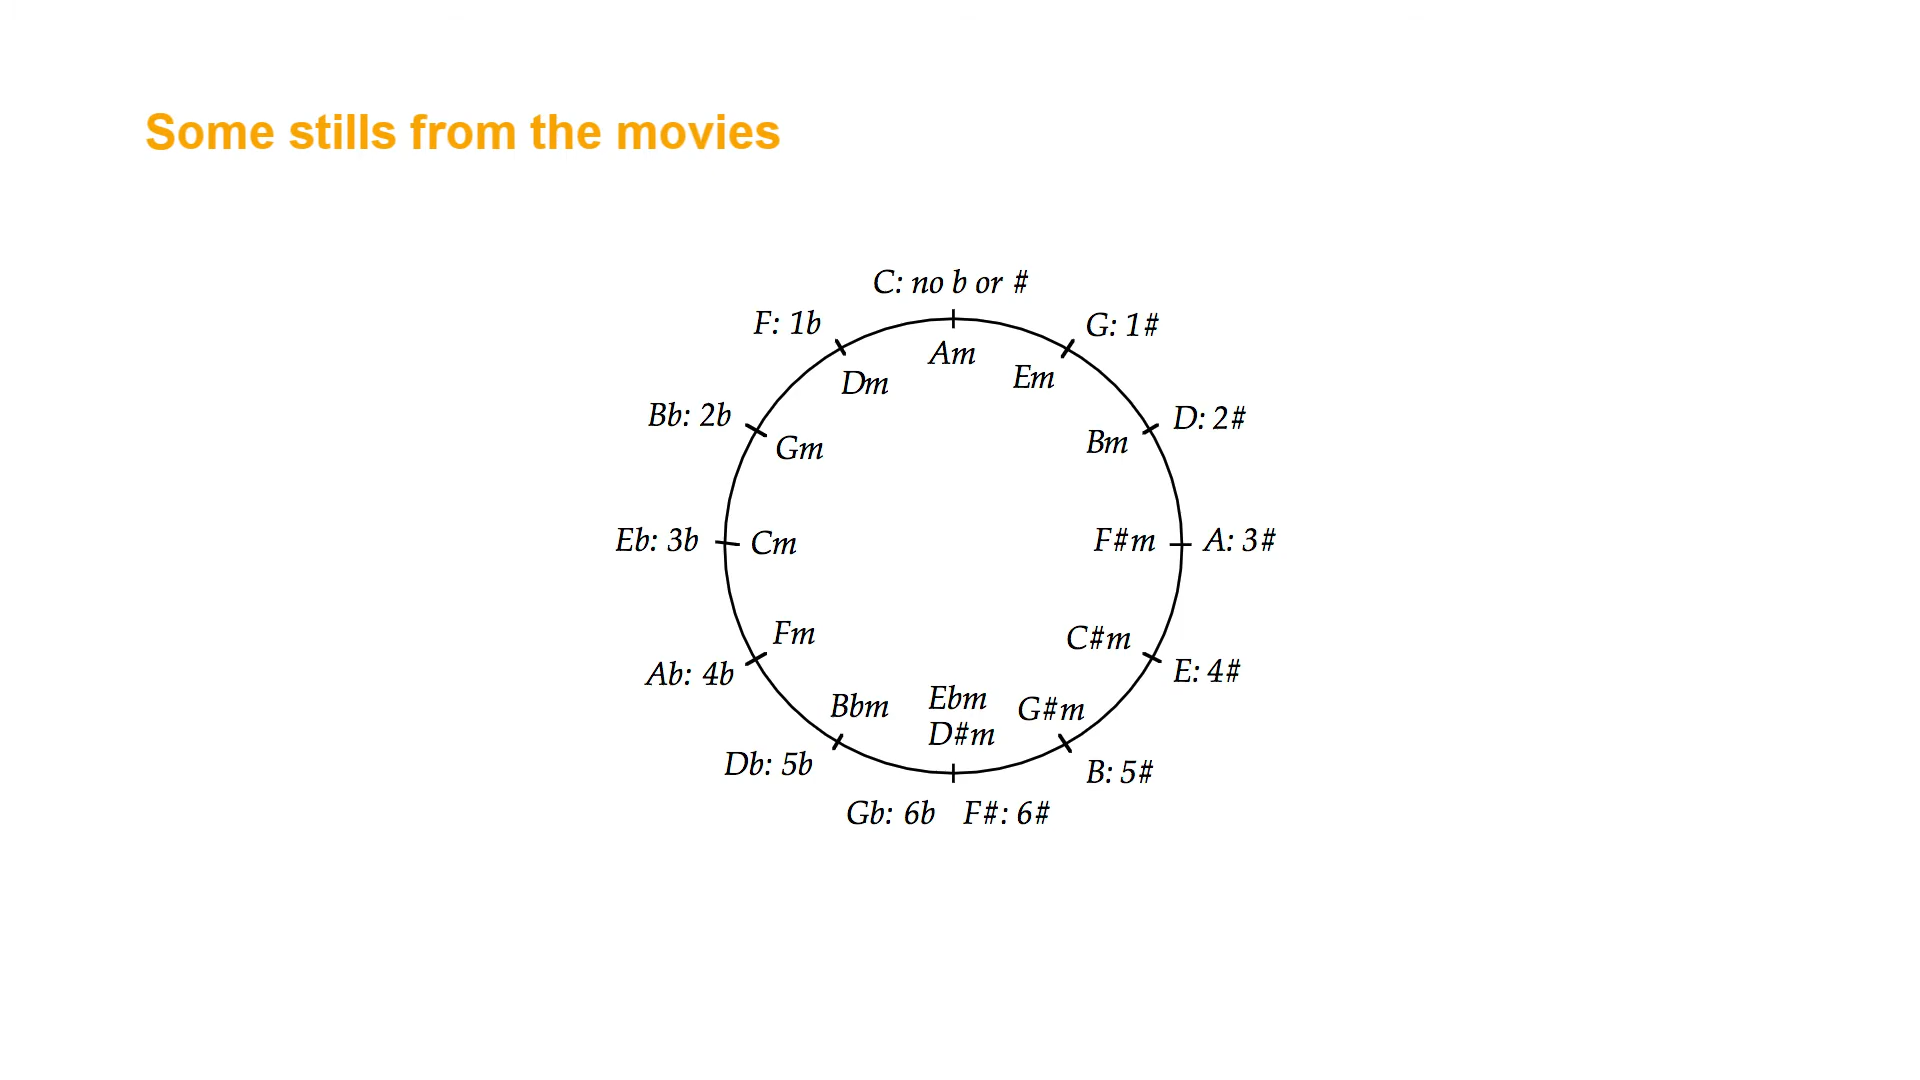 Some stills from the movies
C: no b or #
F: 1b
G: 1#
Am
Dm
Em
Bb: 2b
D: 2#
Gm
Bm
Eb: 3b
Cm
F#m
A: 3#
Fm
C#m
Ab: 4b
E: 4#
Bbm
Ebm
G#m
D#m
Db: 5b
B: 5#
Gb: 6b
F#: 6#